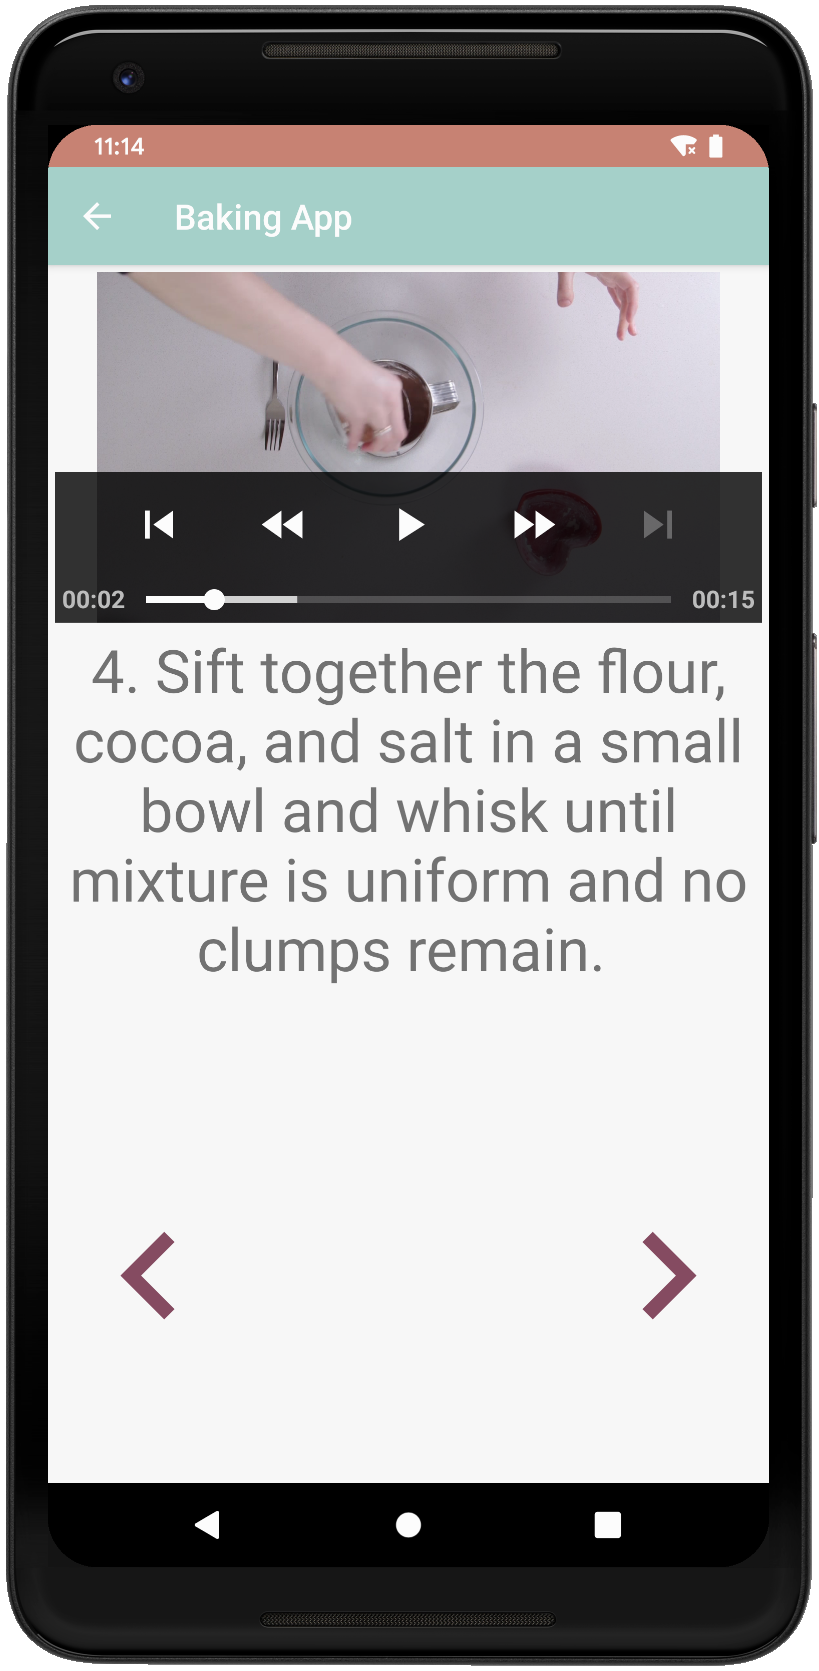 11:14
Baking App
00:02
00:15
4. Sift together the flour,
cocoa, and salt in a small
bowl and whisk until
mixture is uniform and no
clumps remain.